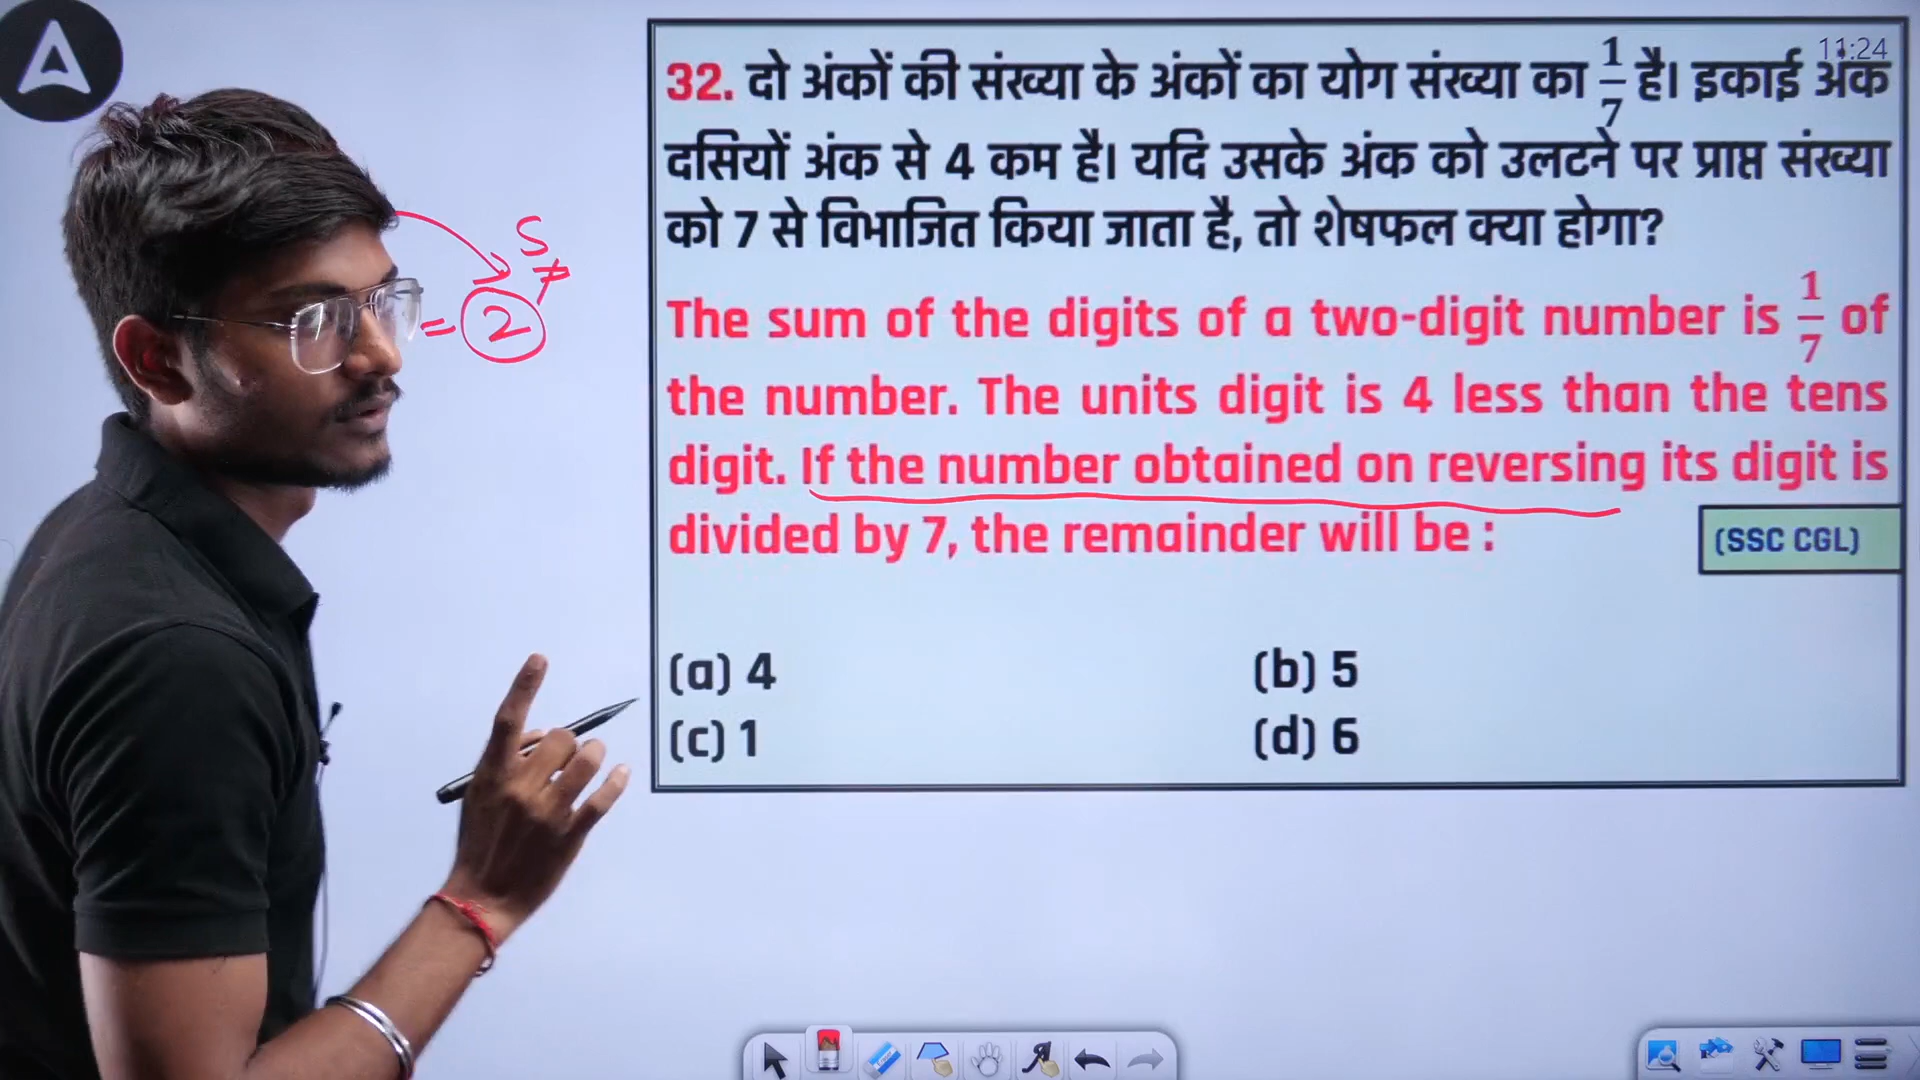 11:24
32. दो अंकों की संख्या के अंकों का योग संख्या का 1/7 है। इकाई अंक
दसियों अंक से 4 कम है। यदि उसके अंक को उलटने पर प्राप्त संख्या
को 7 से विभाजित किया जाता है, तो शेषफल क्या होगा?
The sum of the digits of a two-digit number is 1/7 of
the number. The units digit is 4 less than the tens
digit. If the number obtained on reversing its digit is
divided by 7, the remainder will be :
(SSC CGL)
(a) 4 (b) 5
(c) 1 (d) 6
= 2